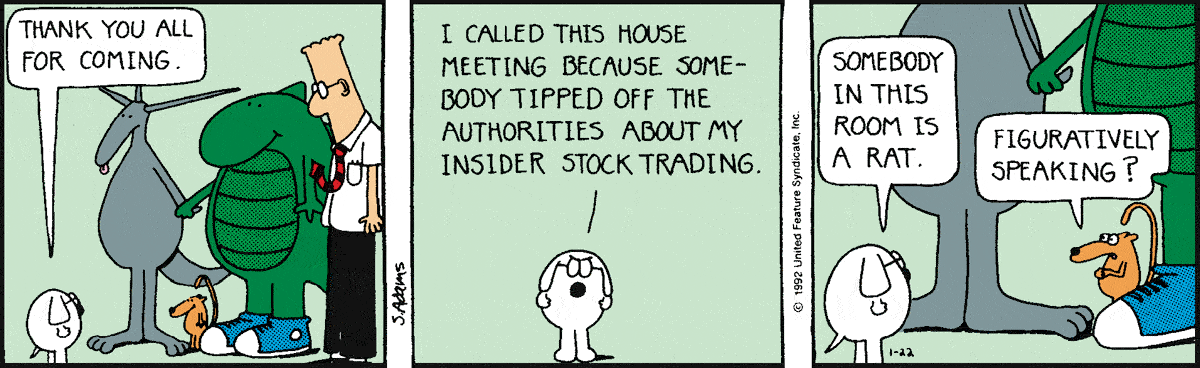 THANK YOU ALL
FOR COMING.
S.Adams
I CALLED THIS HOUSE
MEETING BECAUSE SOME-
BODY TIPPED OFF THE
AUTHORITIES ABOUT MY
INSIDER STOCK TRADING.
© 1992 United Feature Syndicate, Inc.
SOMEBODY
IN THIS
ROOM IS
A RAT.
FIGURATIVELY
SPEAKING?
1-22